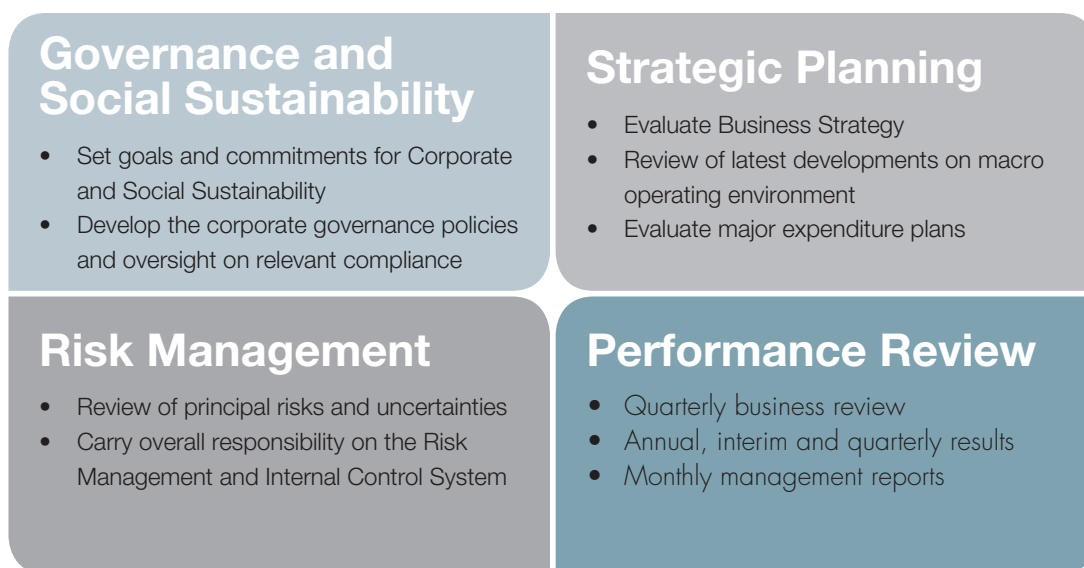 Governance and
Social Sustainability
• Set goals and commitments for Corporate
and Social Sustainability
• Develop the corporate governance policies
and oversight on relevant compliance
Strategic Planning
• Evaluate Business Strategy
• Review of latest developments on macro
operating environment
• Evaluate major expenditure plans
Risk Management
• Review of principal risks and uncertainties
• Carry overall responsibility on the Risk
Management and Internal Control System
Performance Review
• Quarterly business review
• Annual, interim and quarterly results
• Monthly management reports